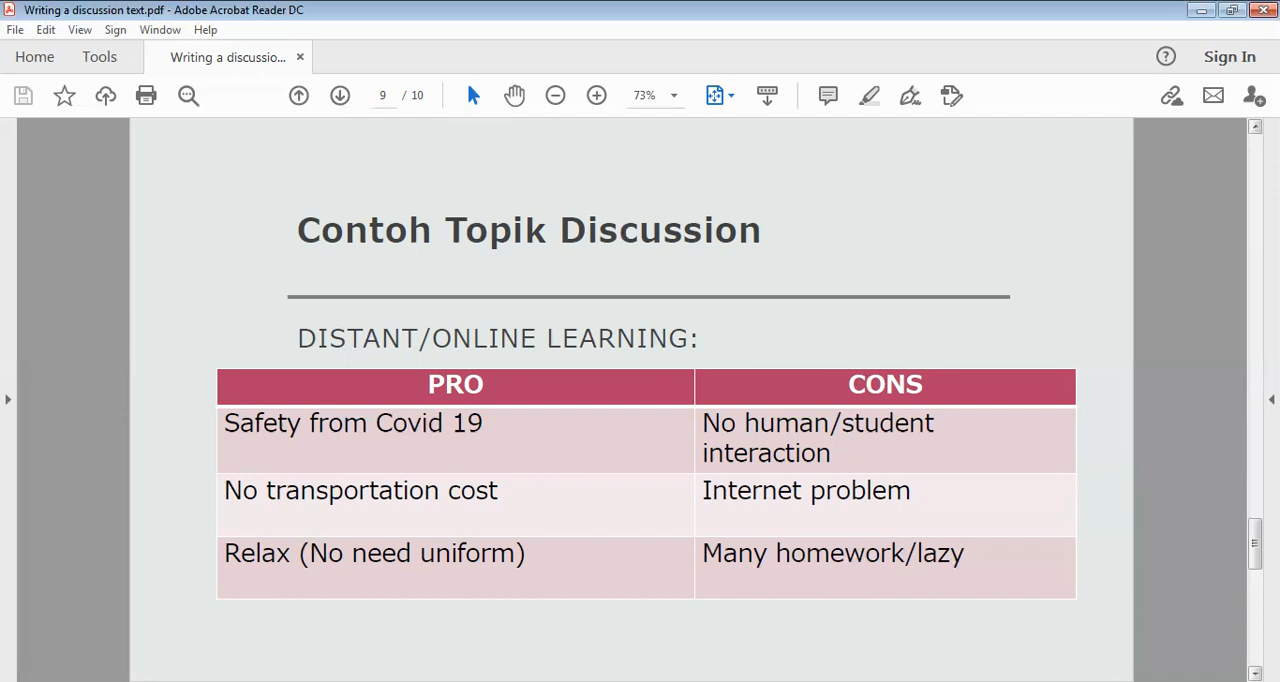 Writing a discussion text.pdf - Adobe Acrobat Reader DC
File Edit View Sign Window Help
Home Tools Writing a discussio... × ? Sign In
9 / 10 73%
Contoh Topik Discussion
DISTANT/ONLINE LEARNING:
PRO CONS
Safety from Covid 19 No human/student
interaction
No transportation cost Internet problem
Relax (No need uniform) Many homework/lazy